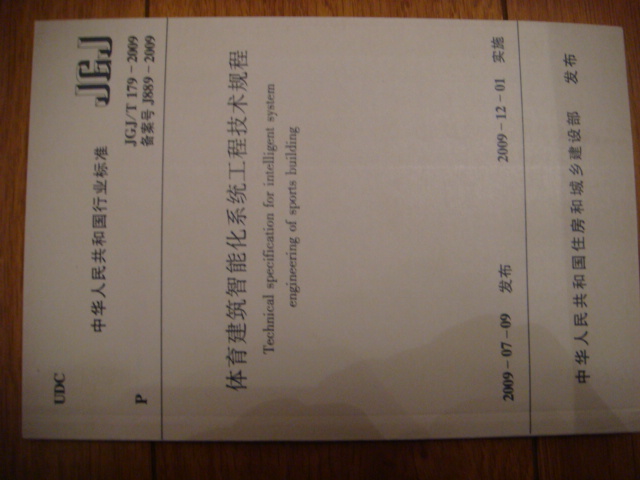 UDC
JGJ
中华人民共和国行业标准
P
JGJ/T 179-2009
备案号 J889-2009
体育建筑智能化系统工程技术规程
Technical specification for intelligent system
engineering of sports building
2009-07-09 发布
2009-12-01 实施
中华人民共和国住房和城乡建设部 发布